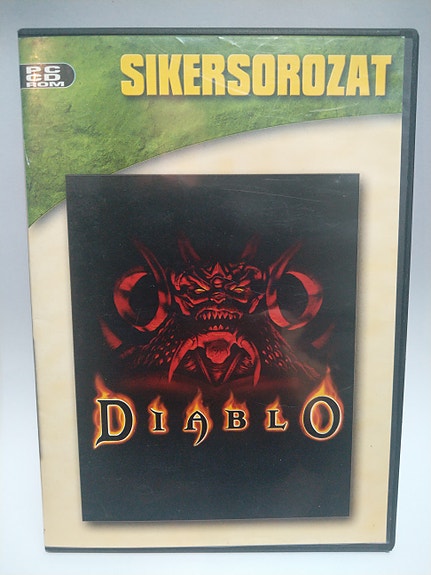 PC
CD
ROM
SIKERSOROZAT
DIABLO